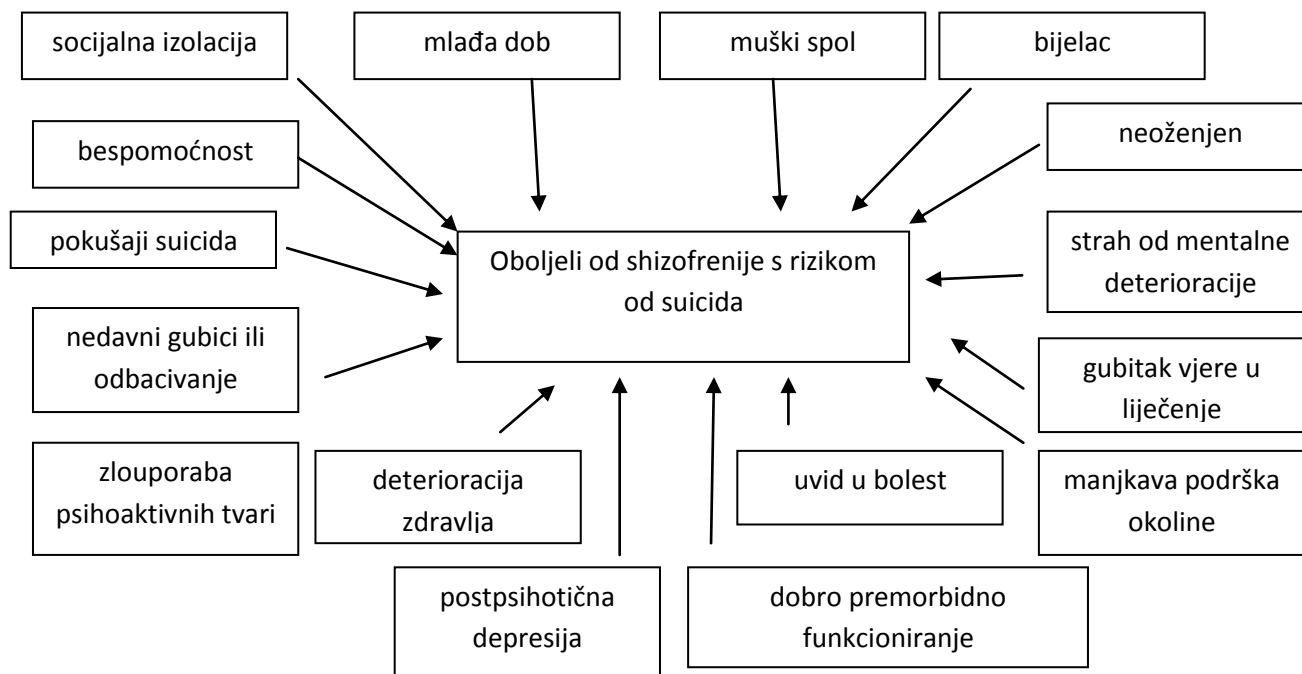 socijalna izolacija
mlađa dob
muški spol
bijelac
bespomoćnost
neoženjen
pokušaji suicida
Oboljeli od shizofrenije s rizikom
od suicida
strah od mentalne
deterioracije
nedavni gubici ili
odbacivanje
gubitak vjere u
liječenje
zlouporaba
psihoaktivnih tvari
deterioracija
zdravlja
uvid u bolest
manjkava podrška
okoline
postpsihotična
depresija
dobro premorbidno
funkcioniranje